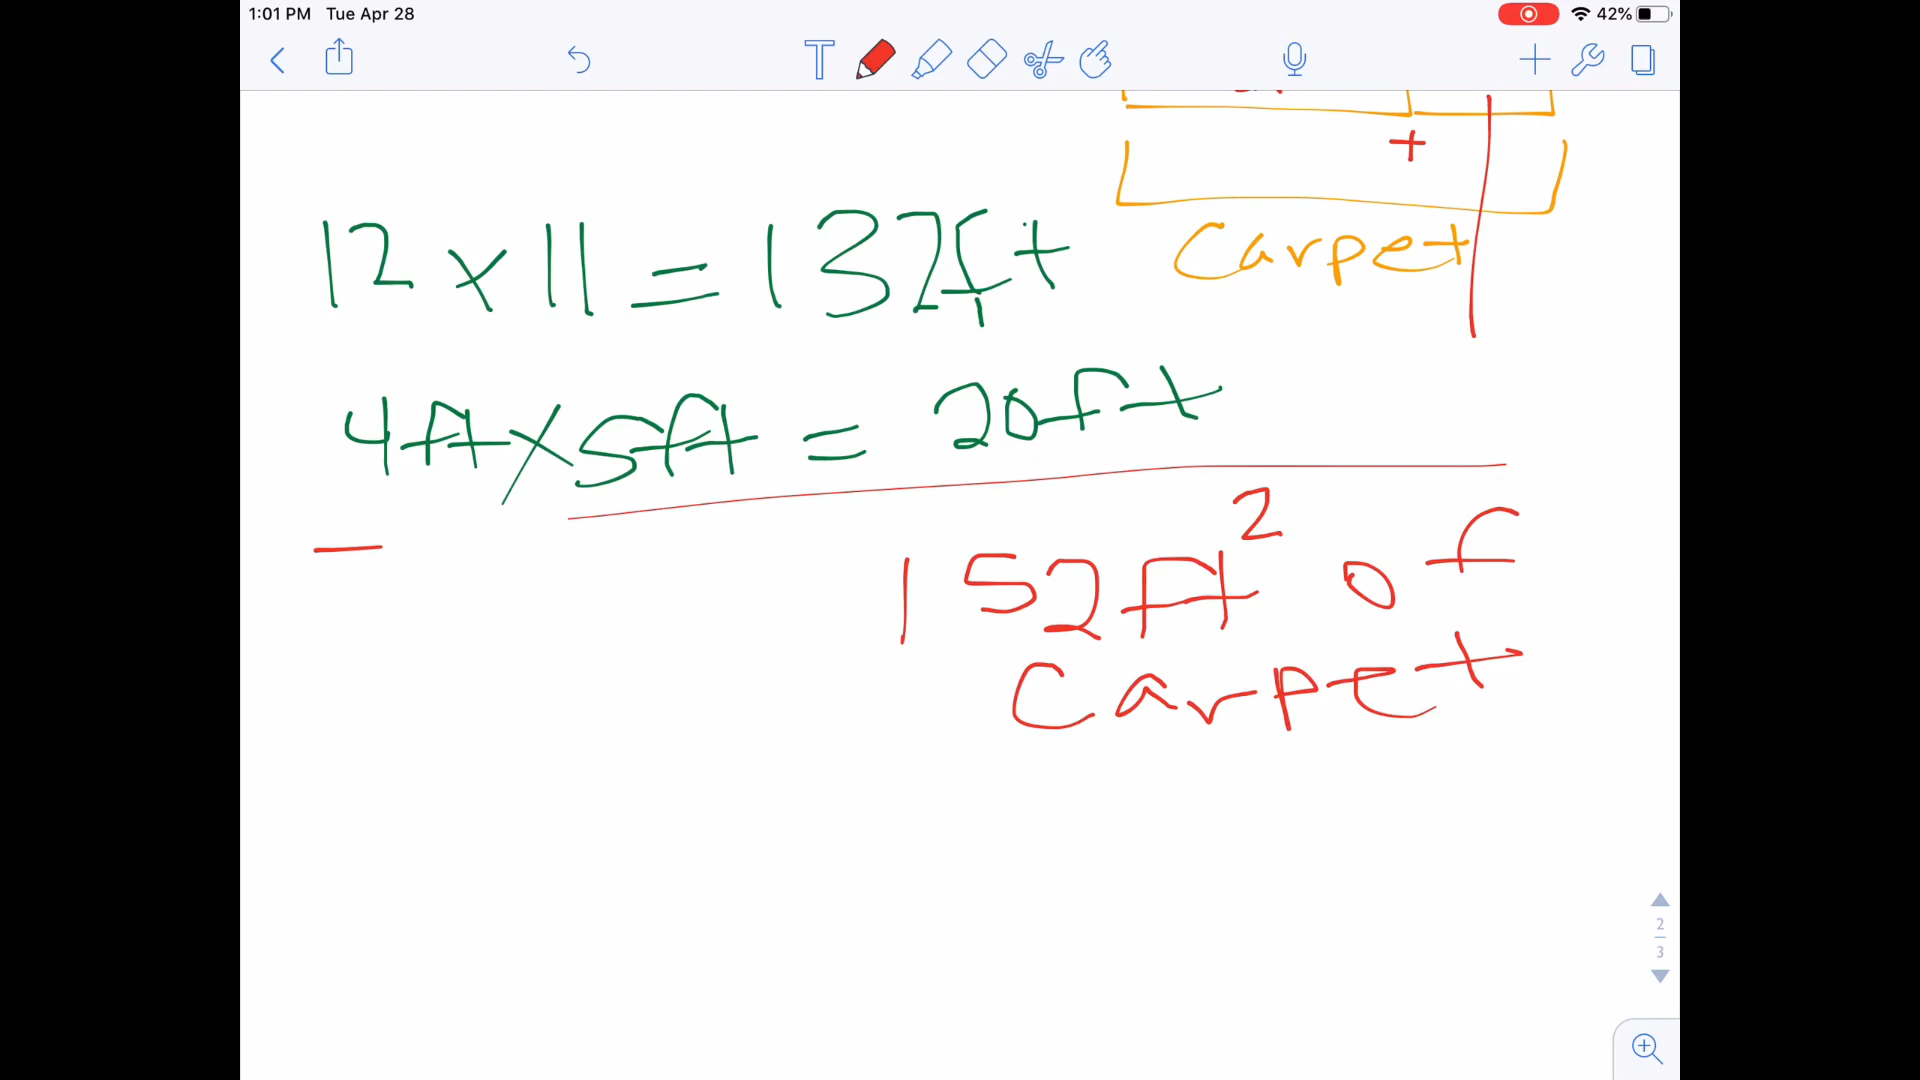 1:01 PM Tue Apr 28
42%
T
+
Carpet
12 × 11 = 132ft
4ft × 5ft = 20ft
152ft² of
Carpet
2
3